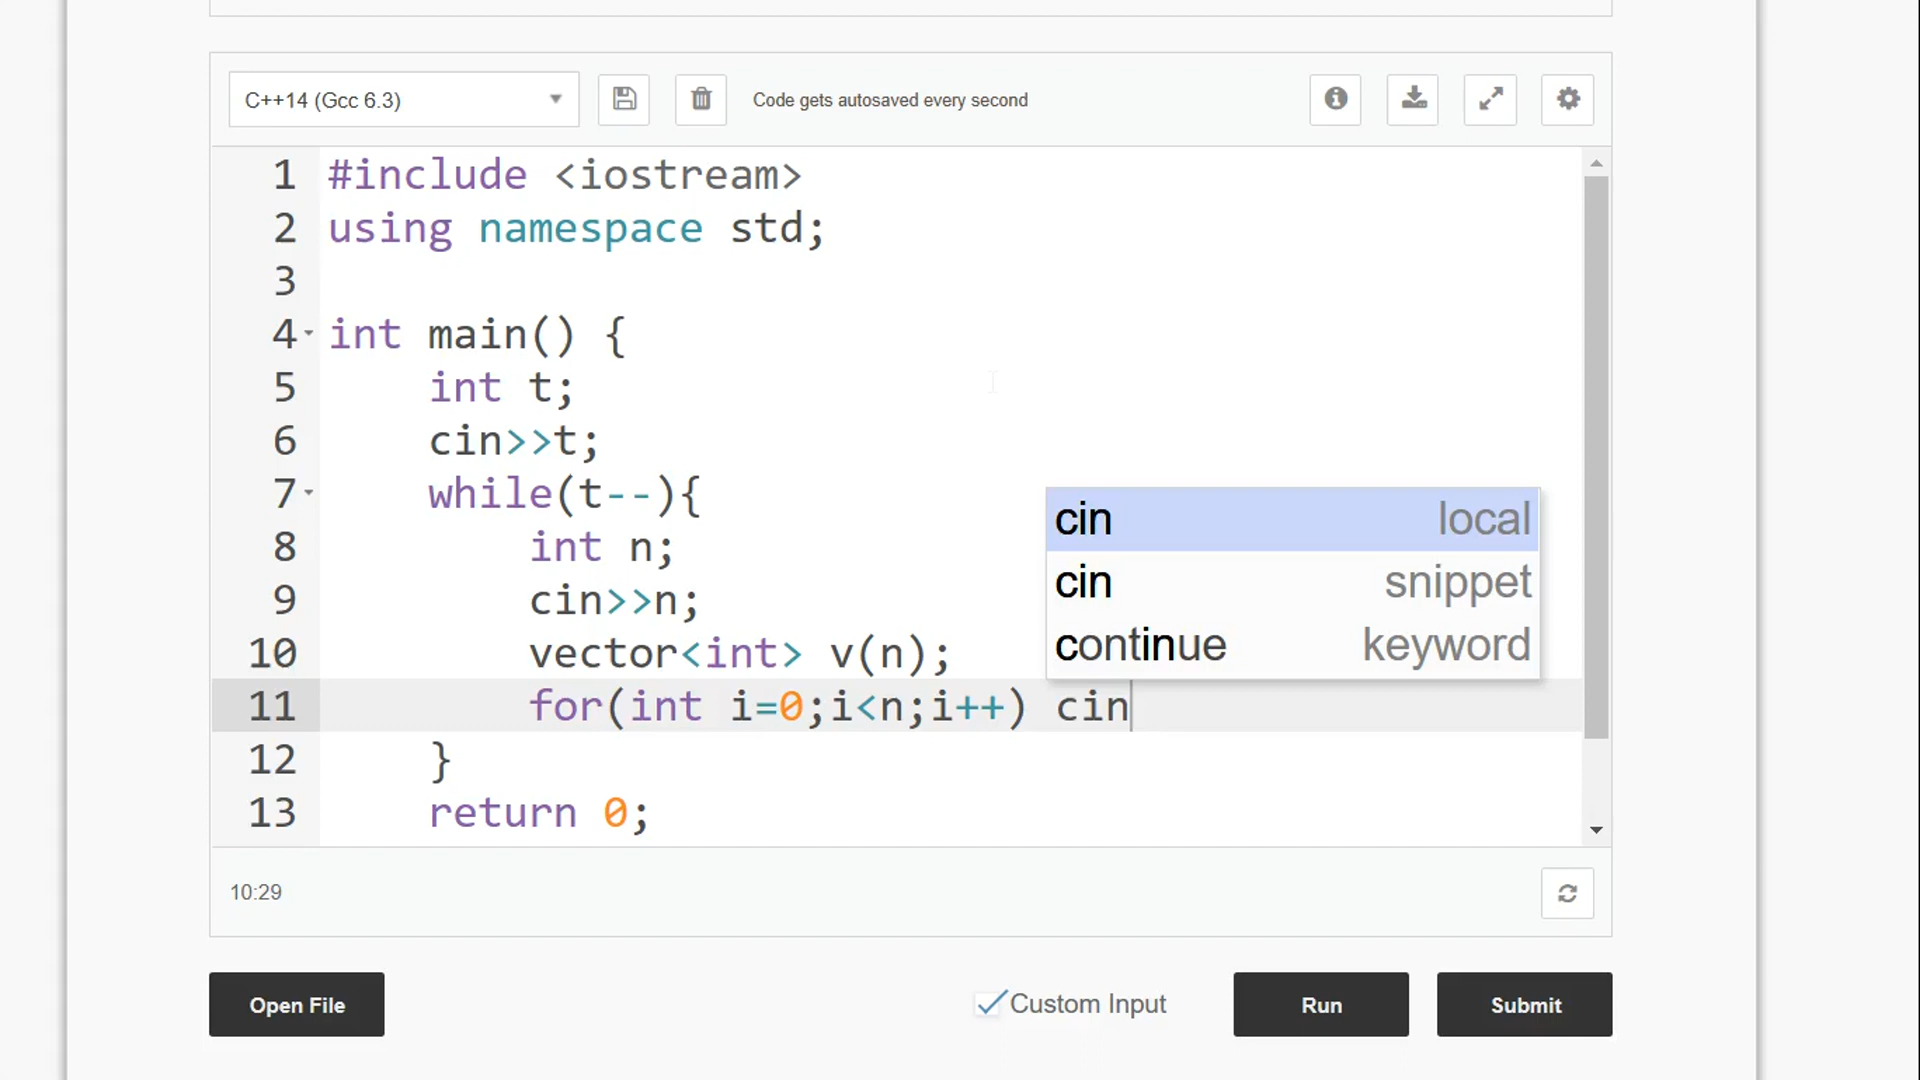 C++14 (Gcc 6.3)
Code gets autosaved every second
1 #include <iostream>
2 using namespace std;
3
4 int main() {
5 int t;
6 cin>>t;
7 while(t--){
8 int n;
9 cin>>n;
10 vector<int> v(n);
11 for(int i=0;i<n;i++) cin
12 }
13 return 0;
cin local
cin snippet
continue keyword
10:29
Open File
Custom Input
Run
Submit